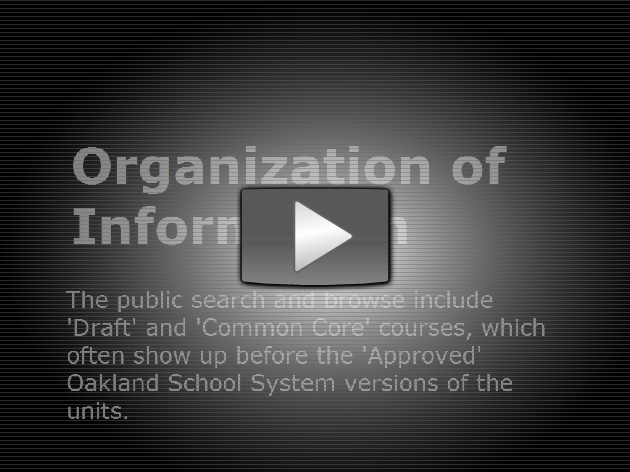 Organization of
The public search and browse include
'Draft' and 'Common Core' courses, which
often show up before the 'Approved'
Oakland School System versions of the
units.